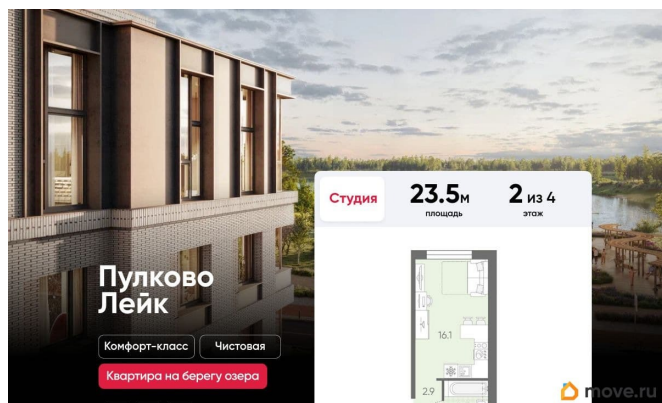 Студия
23.5м
площадь
2 из 4
этаж
Пулково
Лейк
Комфорт-класс
Чистовая
Квартира на берегу озера
16.1
2.9
move.ru